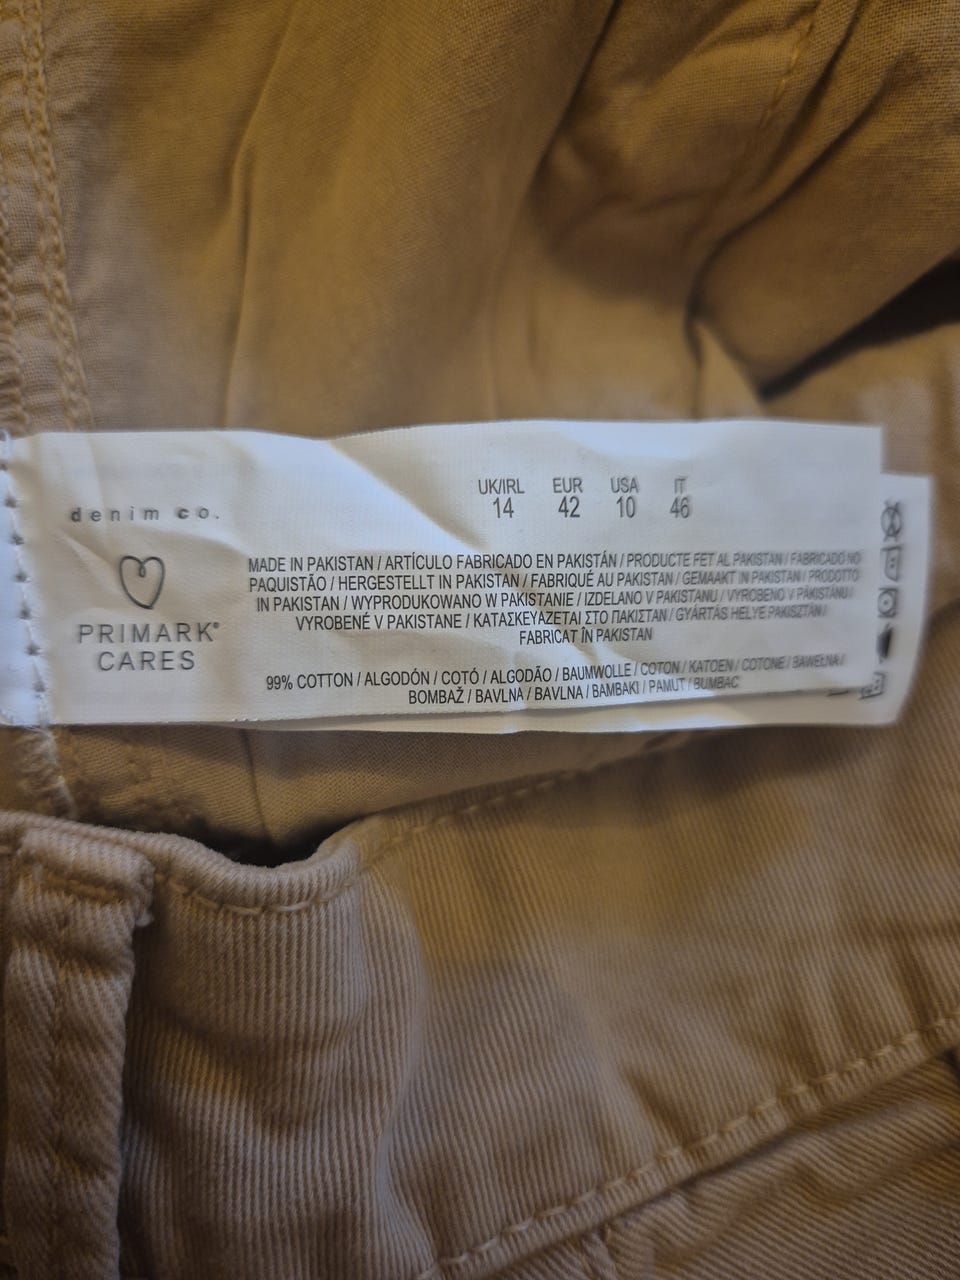 denim co.
PRIMARK®
CARES
UK/IRL EUR USA IT
14 42 10 46
MADE IN PAKISTAN / ARTÍCULO FABRICADO EN PAKISTÁN / PRODUCTE FET AL PAKISTAN / FABRICADO NO
PAQUISTÃO / HERGESTELLT IN PAKISTAN / FABRIQUÉ AU PAKISTAN / GEMAAKT IN PAKISTAN / PRODOTTO
IN PAKISTAN / WYPRODUKOWANO W PAKISTANIE / IZDELANO V PAKISTANU / VYROBENO V PÁKISTÁNU /
VYROBENÉ V PAKISTANE / ΚΑΤΑΣΚΕΥΑΖΕΤΑΙ ΣΤΟ ΠΑΚΙΣΤΑΝ / GYÁRTÁS HELYE PAKISZTÁN /
FABRICAT ÎN PAKISTAN
99% COTTON / ALGODÓN / COTÓ / ALGODÃO / BAUMWOLLE / COTON / KATOEN / COTONE / BAWEŁNA /
BOMBAŽ / BAVLNA / BAVLNA / ΒΑΜΒΑΚΙ / PAMUT / BUMBAC